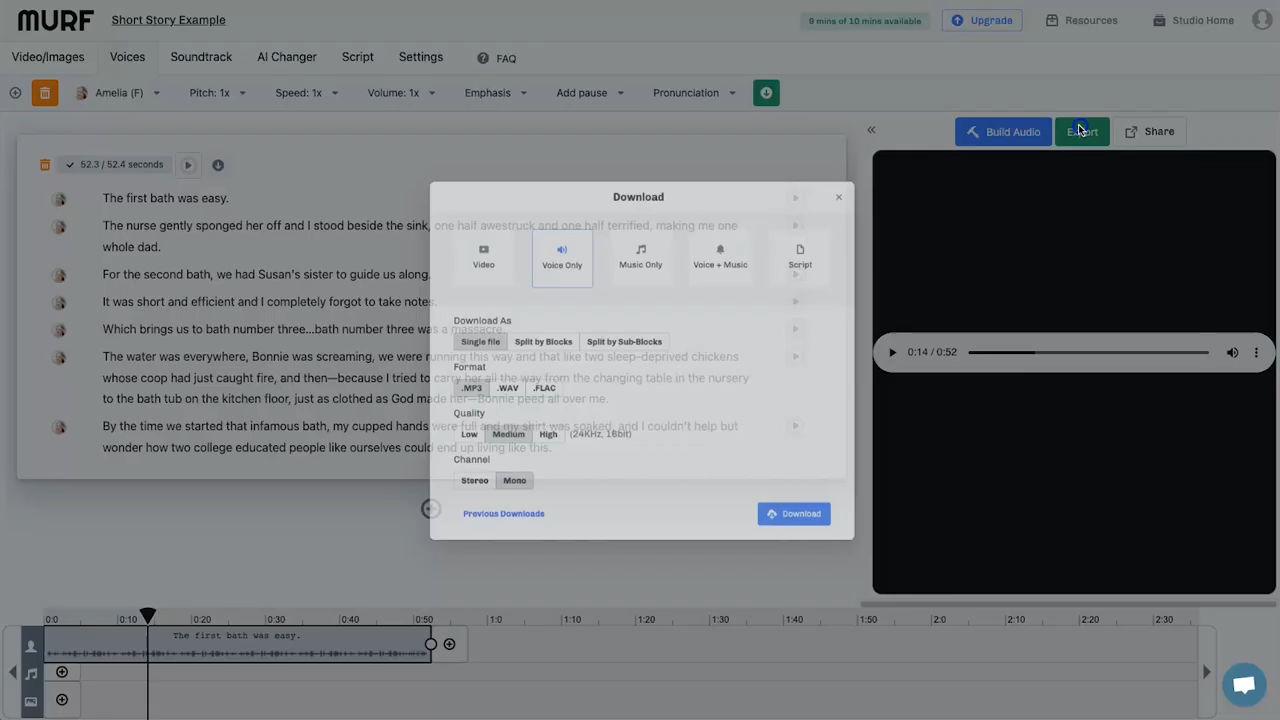 MURF Short Story Example 9 mins of 10 mins available Upgrade Resources Studio Home
Video/Images Voices Soundtrack AI Changer Script Settings ? FAQ
Amelia (F) Pitch: 1x Speed: 1x Volume: 1x Emphasis Add pause Pronunciation
« Build Audio Export Share
52.3 / 52.4 seconds
The first bath was easy.
The nurse gently sponged her off and I stood beside the sink, one half awestruck and one half terrified, making me one
whole dad.
For the second bath, we had Susan's sister to guide us along.
It was short and efficient and I completely forgot to take notes.
Which brings us to bath number three...bath number three was a massacre.
The water was everywhere, Bonnie was screaming, we were running this way and that like two sleep-deprived chickens
whose coop had just caught fire, and then—because I tried to carry her all the way from the changing table in the nursery
to the bath tub on the kitchen floor, just as clothed as God made her—Bonnie peed all over me.
By the time we started that infamous bath, my cupped hands were full and my shirt was soaked, and I couldn't help but
wonder how two college educated people like ourselves could end up living like this.
Download ×
Video Voice Only Music Only Voice + Music Script
Download As
Single file Split by Blocks Split by Sub-Blocks
Format
.MP3 .WAV .FLAC
Quality
Low Medium High (24KHz, 16bit)
Channel
Stereo Mono
Previous Downloads Download
0:14 / 0:52
0:0 0:10 0:20 0:30 0:40 0:50 1:0 1:10 1:20 1:30 1:40 1:50 2:0 2:10 2:20 2:30
The first bath was easy.